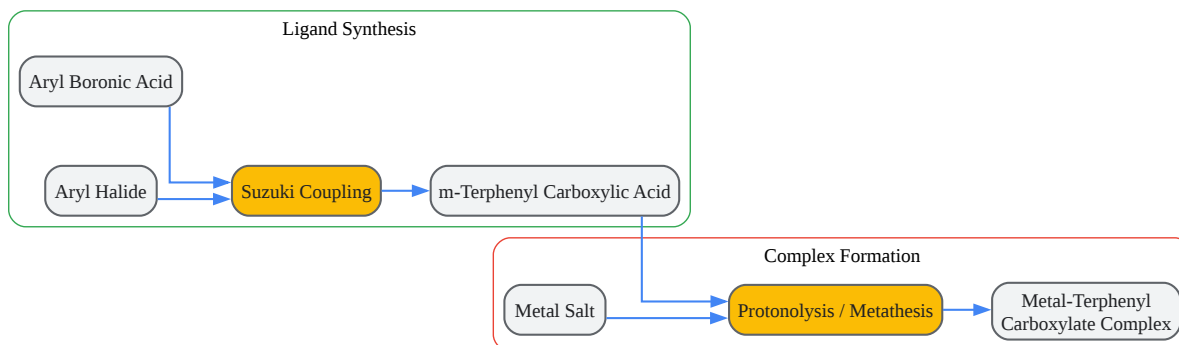 Ligand Synthesis
Aryl Boronic Acid
Aryl Halide
Suzuki Coupling
m-Terphenyl Carboxylic Acid
Complex Formation
Metal Salt
Protonolysis / Metathesis
Metal-Terphenyl
Carboxylate Complex